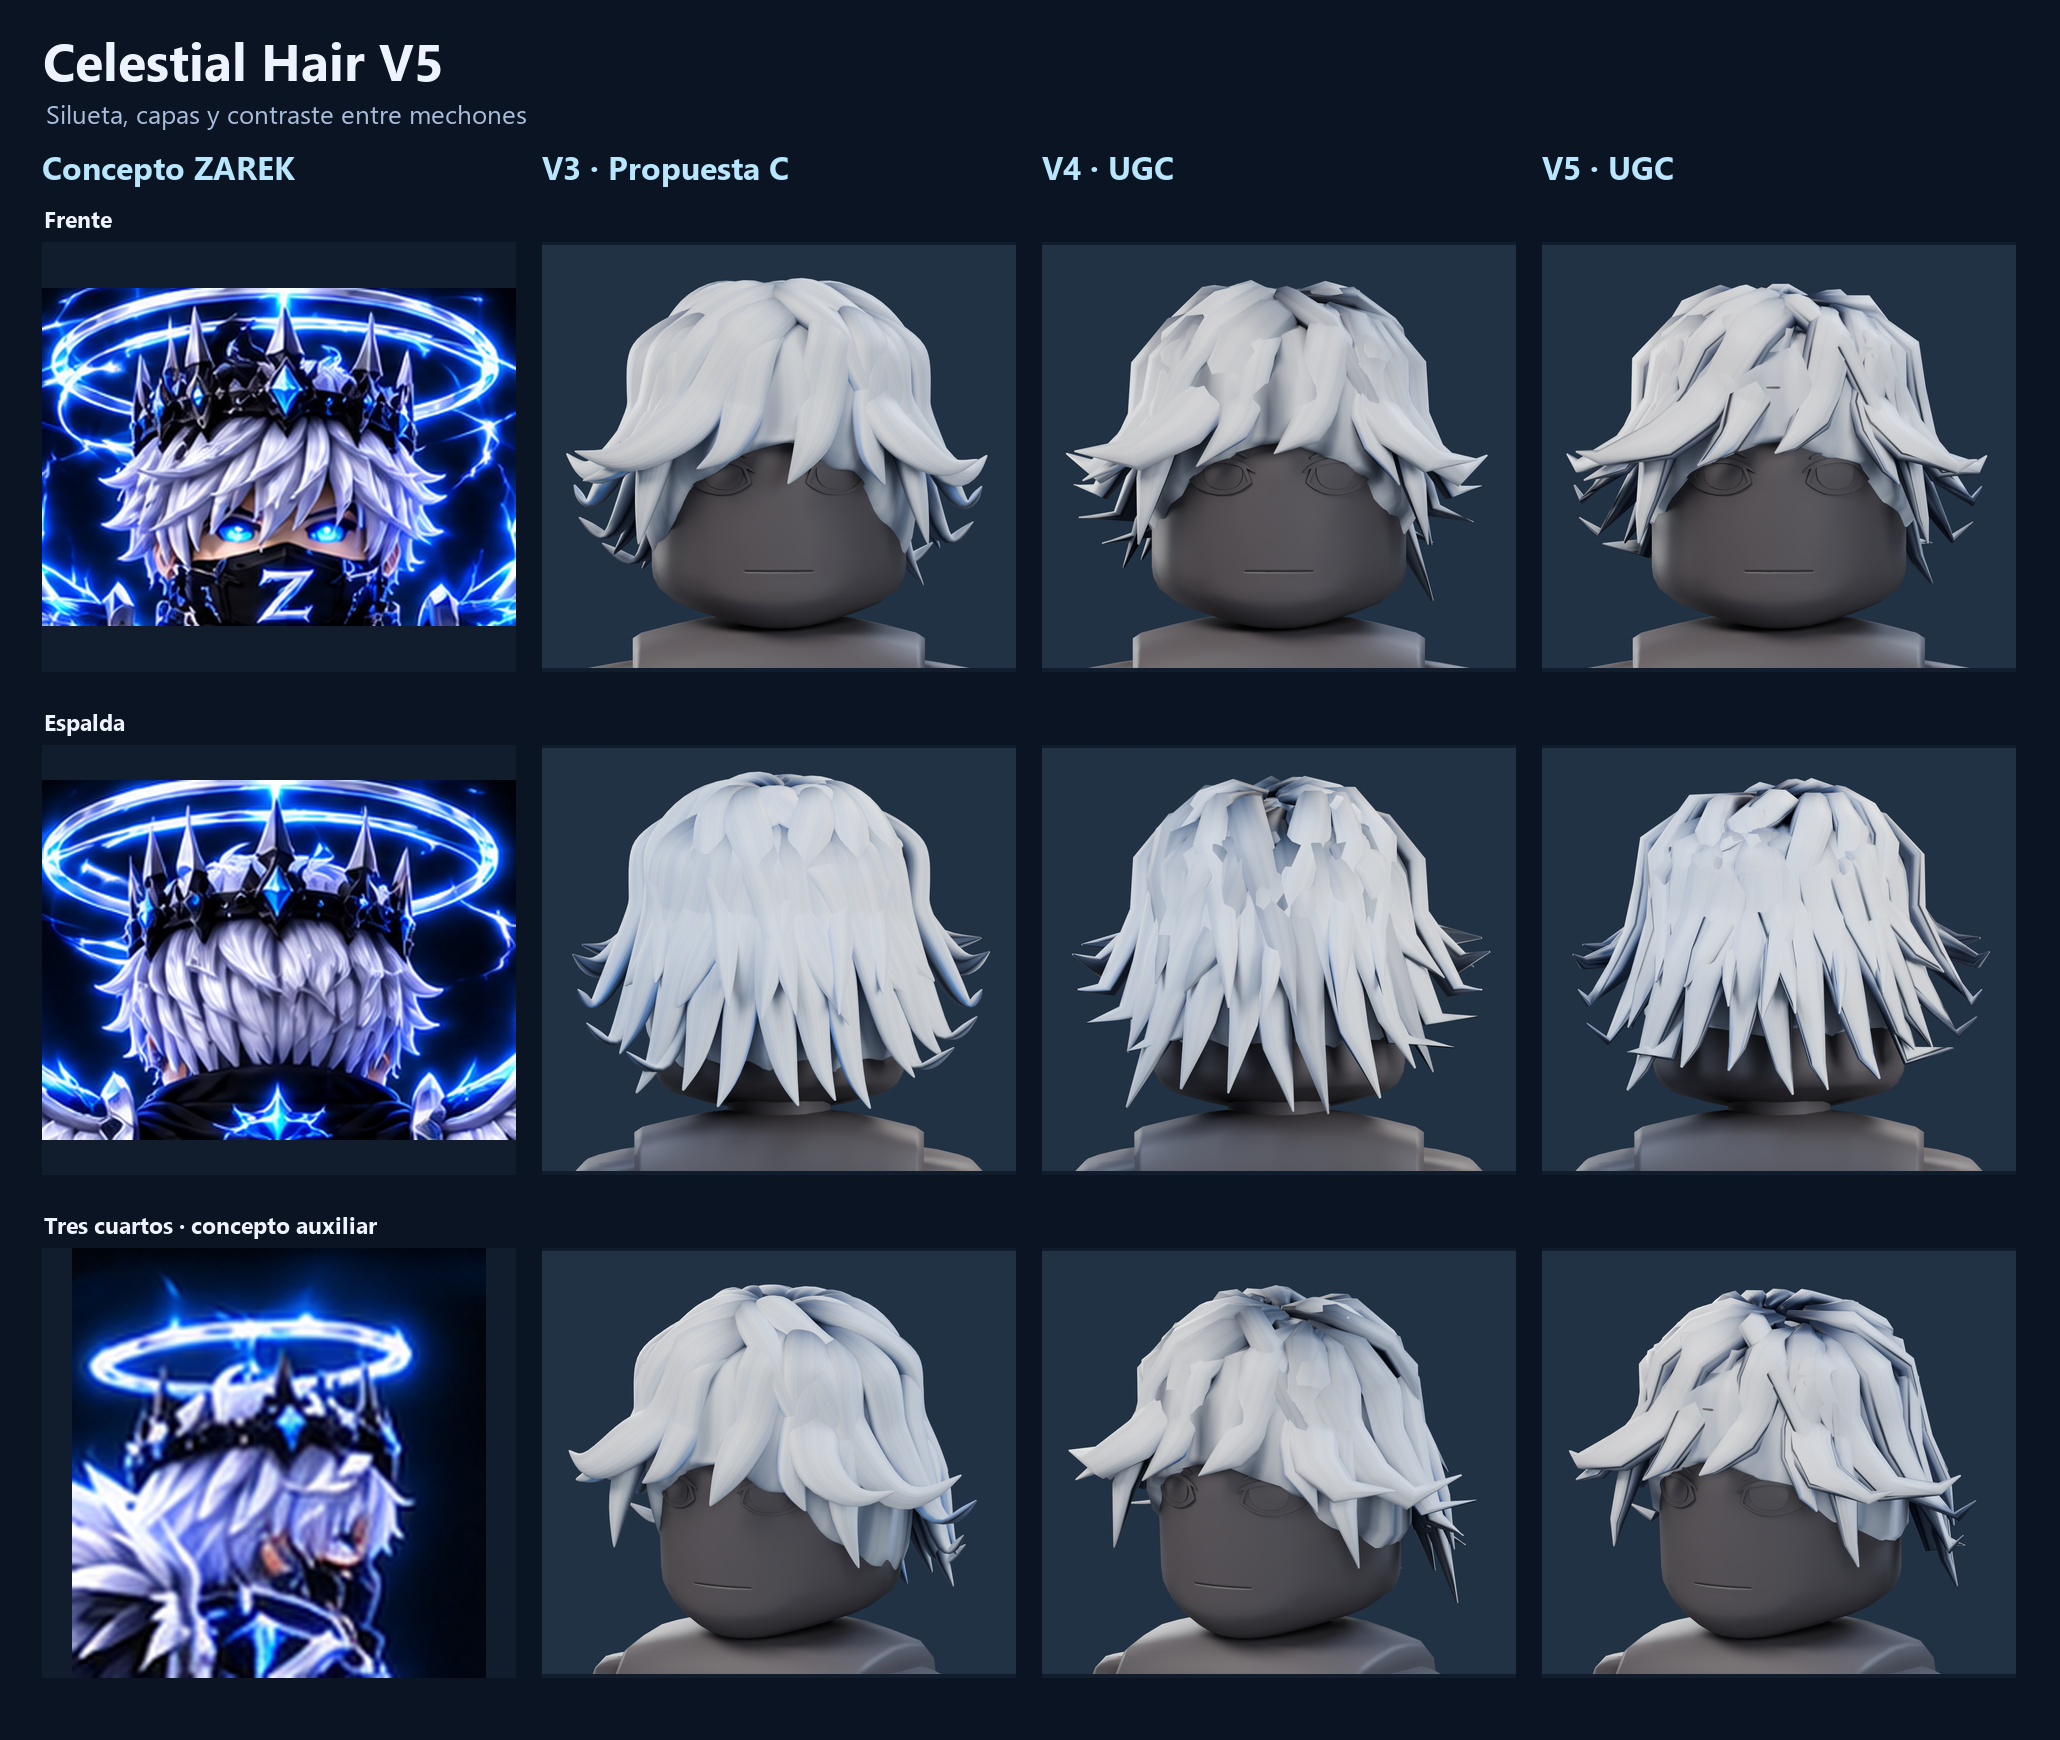 Celestial Hair V5
Silueta, capas y contraste entre mechones
Concepto ZAREK
V3 · Propuesta C
V4 · UGC
V5 · UGC
Frente
Z
Espalda
Tres cuartos · concepto auxiliar